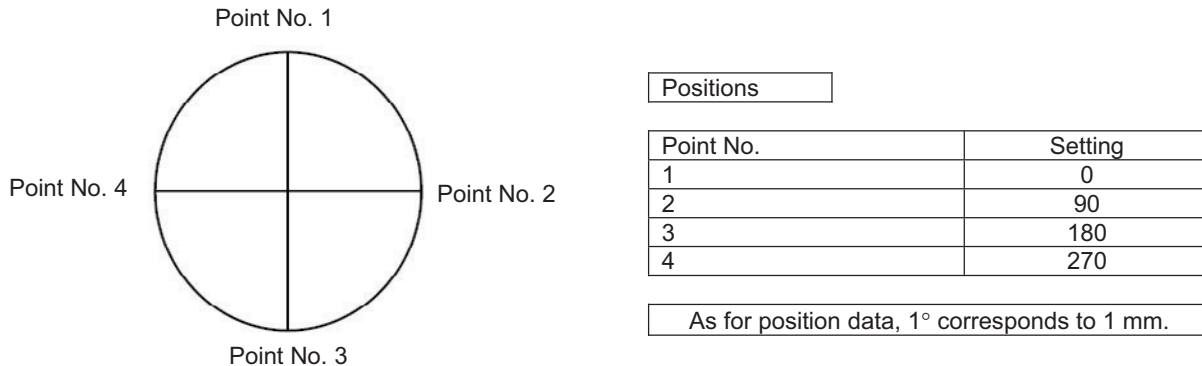 Point No. 1
Point No. 4
Point No. 2
Point No. 3
Positions
Point No. Setting
1 0
2 90
3 180
4 270
As for position data, 1° corresponds to 1 mm.